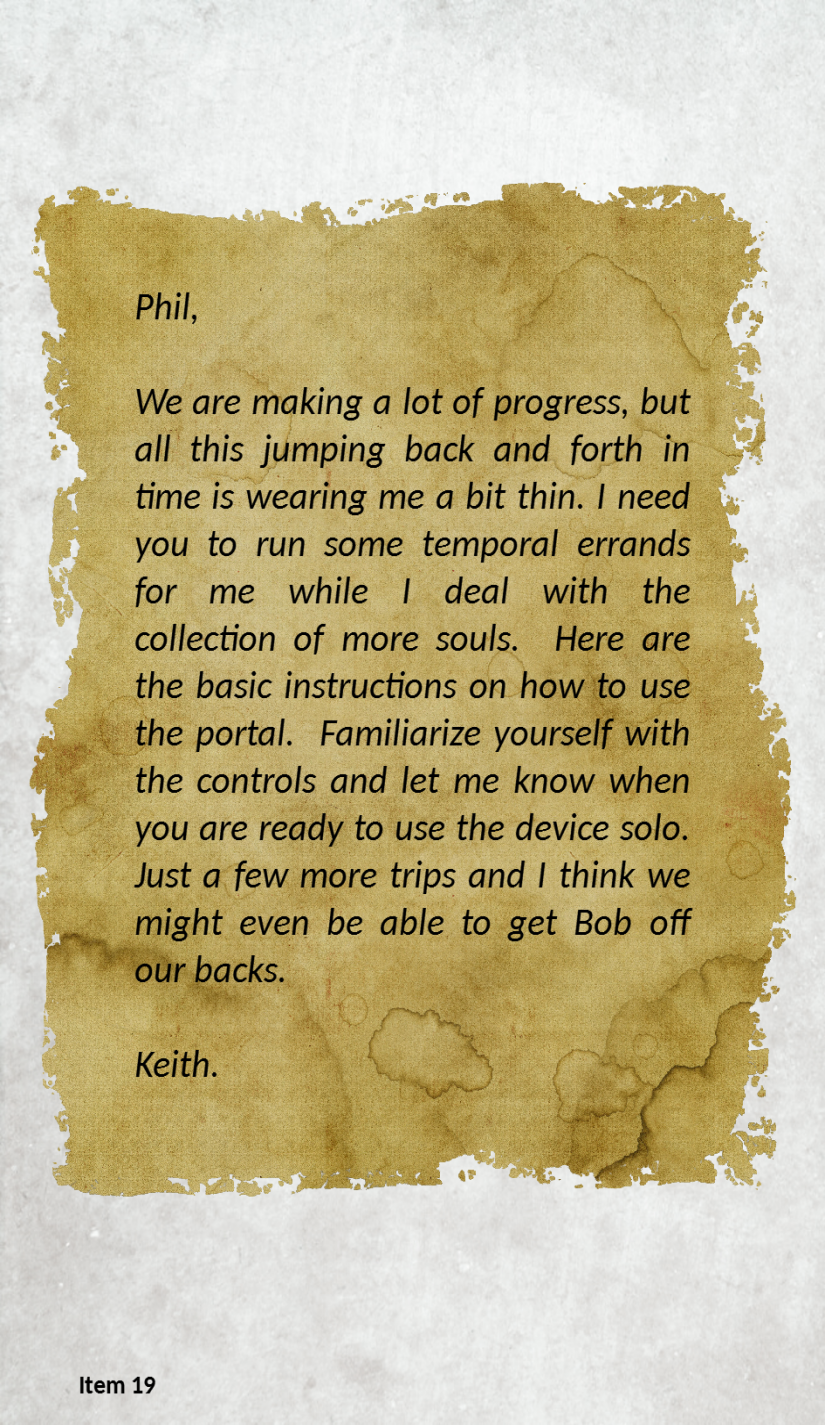 Phil,
We are making a lot of progress, but
all this jumping back and forth in
time is wearing me a bit thin. I need
you to run some temporal errands
for me while I deal with the
collection of more souls.  Here are
the basic instructions on how to use
the portal.  Familiarize yourself with
the controls and let me know when
you are ready to use the device solo.
Just a few more trips and I think we
might even be able to get Bob off
our backs.
Keith.
Item 19